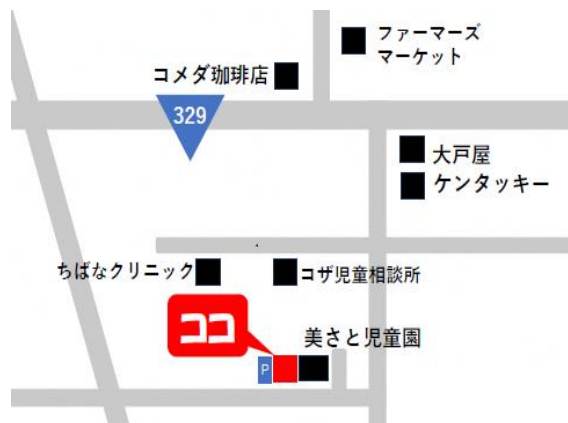 ファーマーズ
マーケット
コメダ珈琲店
329
大戸屋
ケンタッキー
ちばなクリニック
コザ児童相談所
ココ
美さと児童園
P